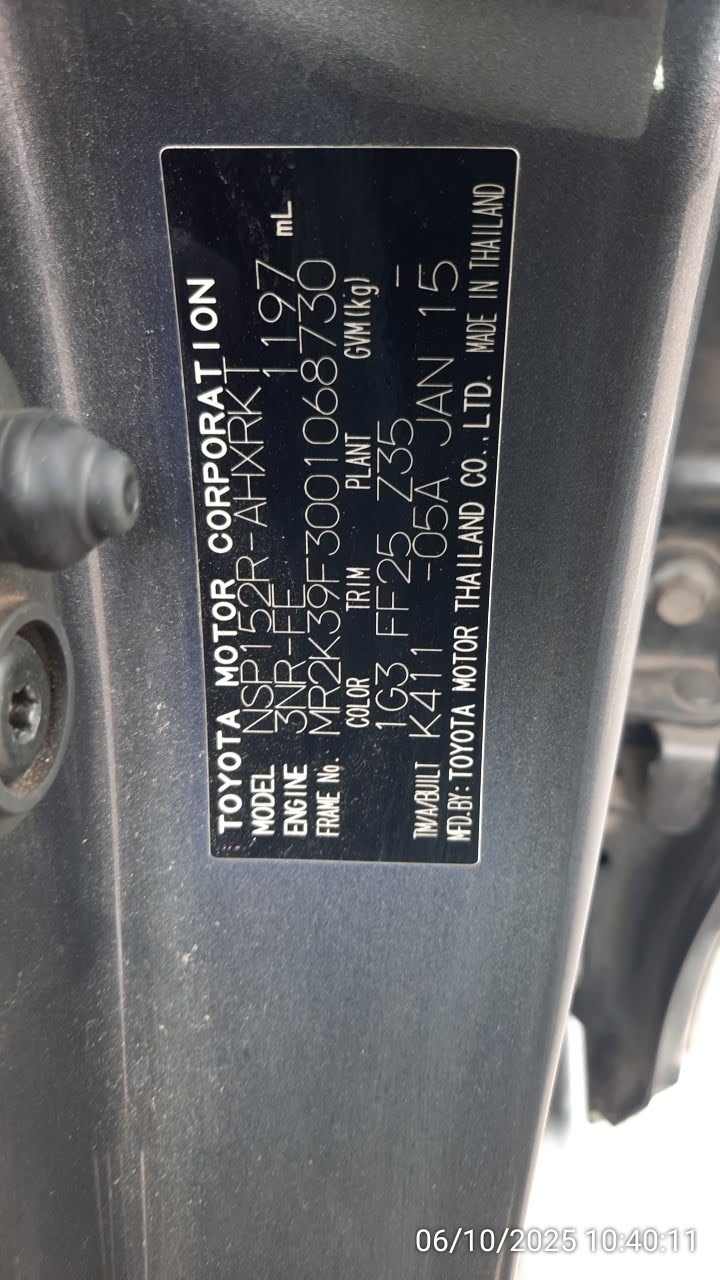 TOYOTA MOTOR CORPORATION
MODEL NSP152R-AHXRKT
ENGINE 3NR-FE 1197 mL
FRAME No. MR2K39F3001068730
COLOR TRIM PLANT GVM(kg)
1G3 FF25 Z35 -
TM/A/BUILT K411 -05A JAN 15
MFD.BY: TOYOTA MOTOR THAILAND CO.,LTD. MADE IN THAILAND
06/10/2025 10:40:11